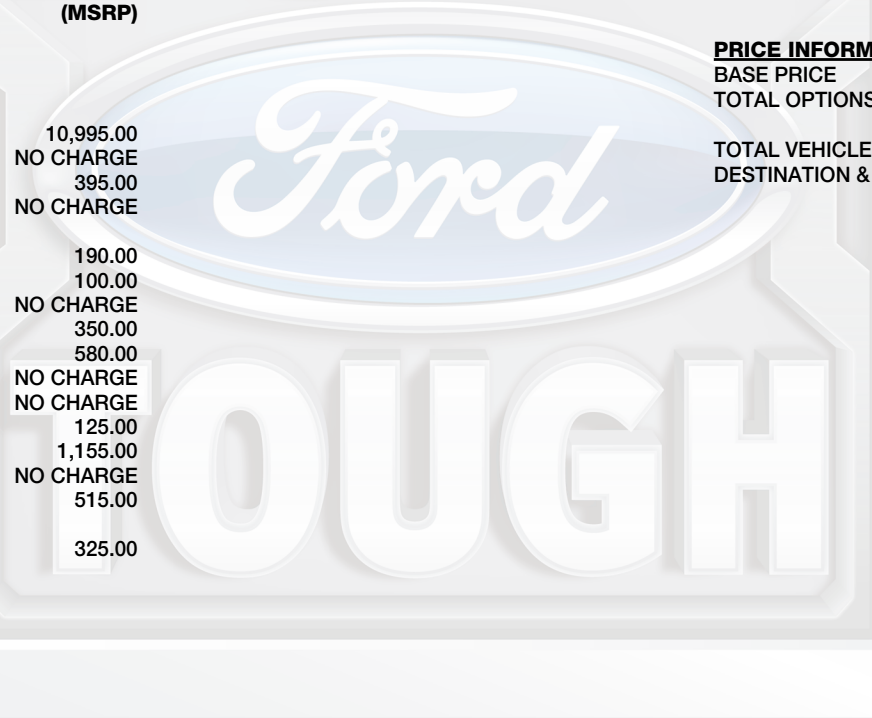 (MSRP)
10,995.00
NO CHARGE
395.00
NO CHARGE
190.00
100.00
NO CHARGE
350.00
580.00
NO CHARGE
NO CHARGE
125.00
1,155.00
NO CHARGE
515.00
325.00
PRICE INFORM
BASE PRICE
TOTAL OPTIONS
TOTAL VEHICLE
DESTINATION &
Ford
TOUGH